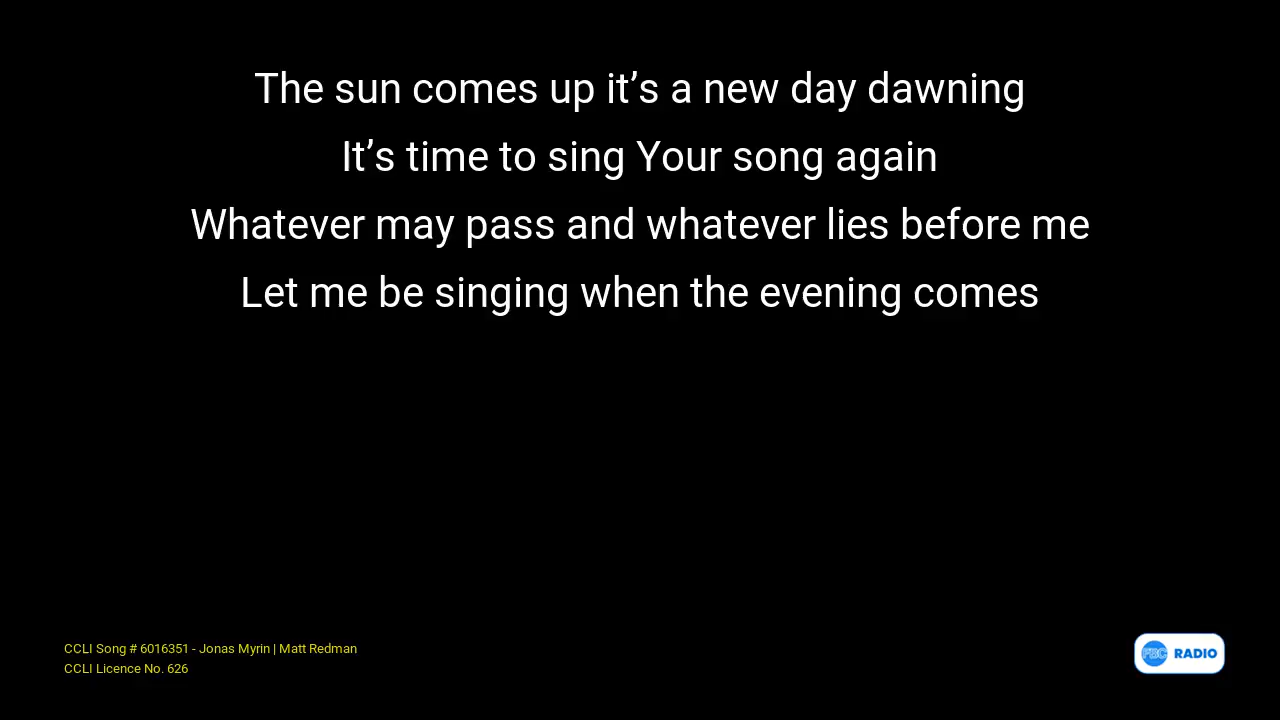 The sun comes up it’s a new day dawning
It’s time to sing Your song again
Whatever may pass and whatever lies before me
Let me be singing when the evening comes
CCLI Song # 6016351 - Jonas Myrin | Matt Redman
CCLI Licence No. 626
FBC RADIO